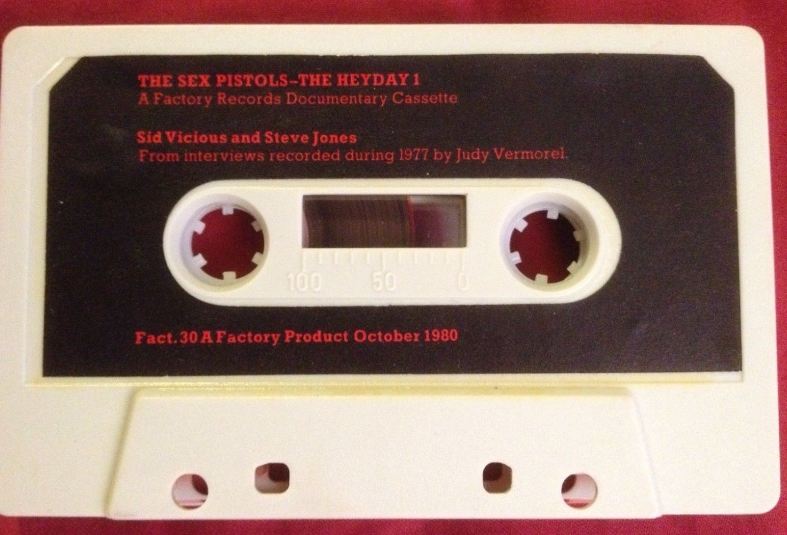 THE SEX PISTOLS–THE HEYDAY 1
A Factory Records Documentary Cassette
Sid Vicious and Steve Jones
From interviews recorded during 1977 by Judy Vermorel.
100 50 0
Fact. 30 A Factory Product October 1980